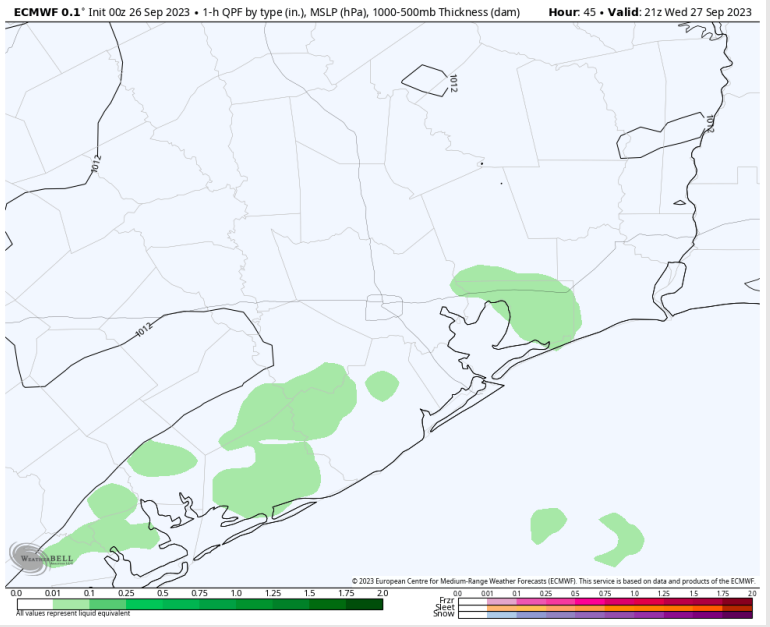 ECMWF 0.1° Init 00z 26 Sep 2023 • 1-h QPF by type (in.), MSLP (hPa), 1000-500mb Thickness (dam) Hour: 45 • Valid: 21z Wed 27 Sep 2023
1012
1012
1012
1012
WEATHERBELL
© 2023 European Centre for Medium-Range Weather Forecasts (ECMWF). This service is based on data and products of the ECMWF.
0.0 0.01 0.1 0.25 0.5 0.75 1.0 1.25 1.5 1.75 2.0
All values represent liquid equivalent
0.0 0.01 0.1 0.25 0.5 0.75 1.0 1.25 1.5 1.75 2.0
Frzr
Sleet
Snow